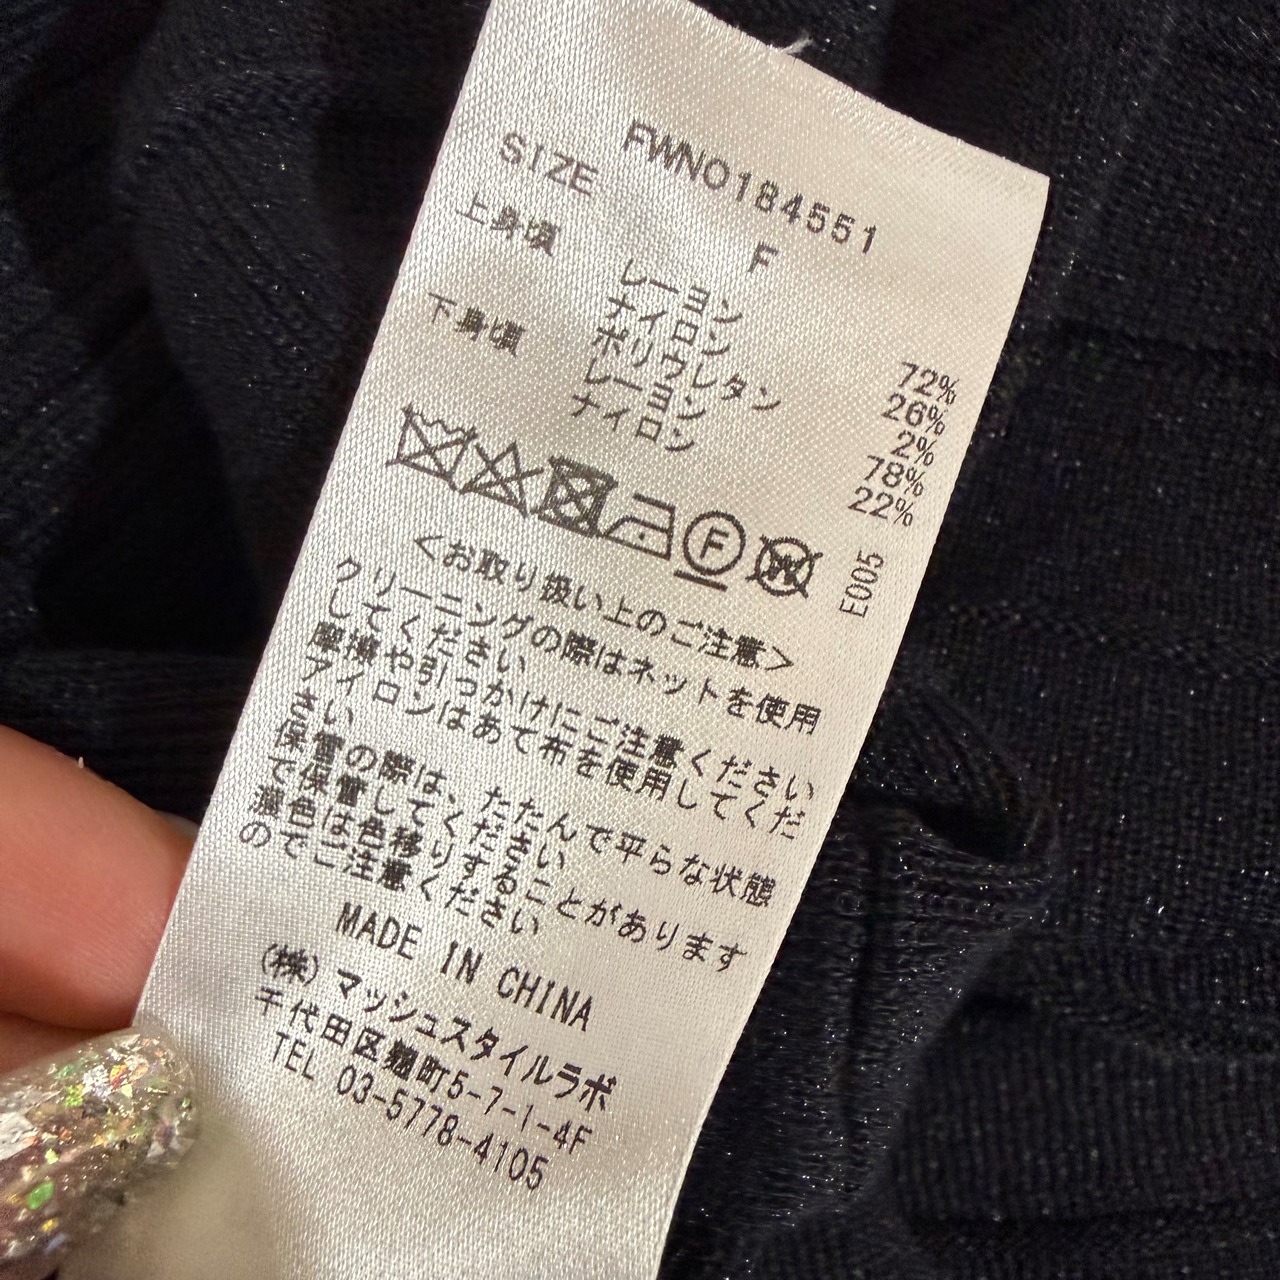 FWNO184551
SIZE F
上身頃 レーヨン 72%
ナイロン 26%
ポリウレタン 2%
下身頃 レーヨン 78%
ナイロン 22%
F
W
E005
<お取り扱い上のご注意>
クリーニングの際はネットを使用
してください
摩擦や引っかけにご注意ください
アイロンはあて布を使用してくだ
さい
保管の際は、たたんで平らな状態
で保管してください
濃色は色移りすることがあります
のでご注意ください
MADE IN CHINA
(株)マッシュスタイルラボ
千代田区麹町5-7-1-4F
TEL 03-5778-4105